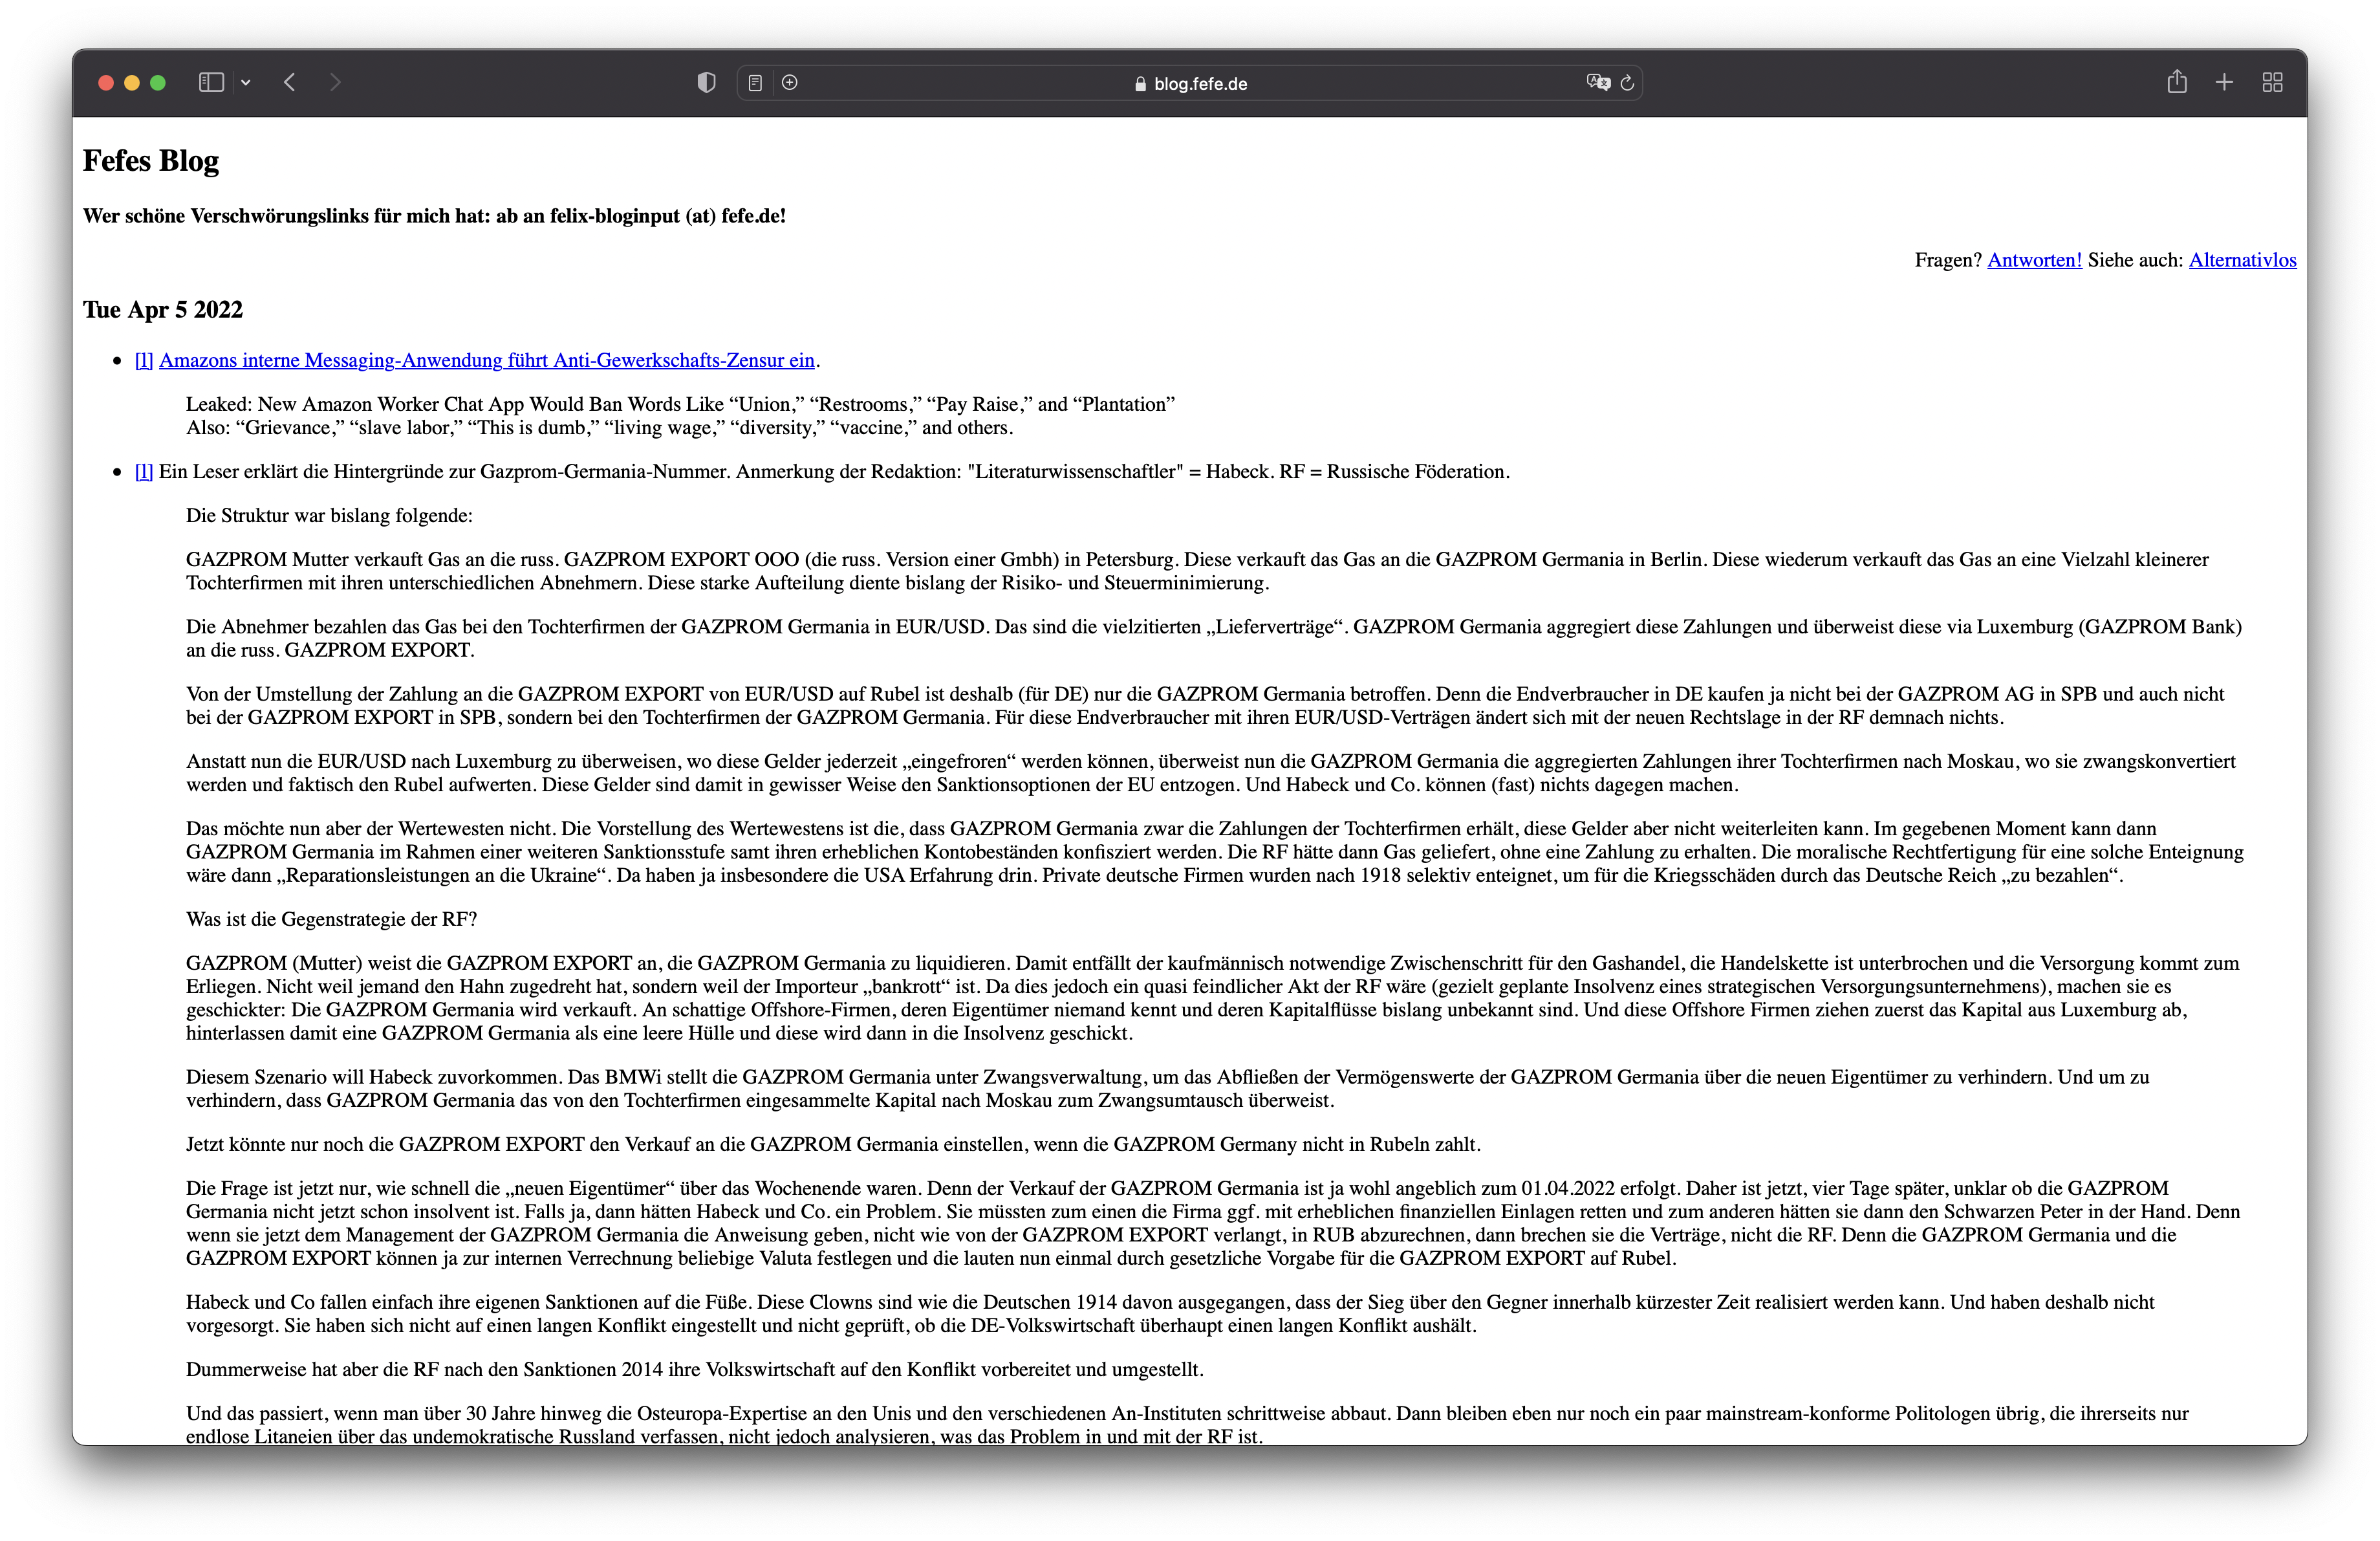 blog.fefe.de
Fefes Blog
Wer schöne Verschwörungslinks für mich hat: ab an felix-bloginput (at) fefe.de!
Fragen? Antworten! Siehe auch: Alternativlos
Tue Apr 5 2022
[l] Amazons interne Messaging-Anwendung führt Anti-Gewerkschafts-Zensur ein.
Leaked: New Amazon Worker Chat App Would Ban Words Like “Union,” “Restrooms,” “Pay Raise,” and “Plantation”
Also: “Grievance,” “slave labor,” “This is dumb,” “living wage,” “diversity,” “vaccine,” and others.
[l] Ein Leser erklärt die Hintergründe zur Gazprom-Germania-Nummer. Anmerkung der Redaktion: "Literaturwissenschaftler" = Habeck. RF = Russische Föderation.
Die Struktur war bislang folgende:
GAZPROM Mutter verkauft Gas an die russ. GAZPROM EXPORT OOO (die russ. Version einer Gmbh) in Petersburg. Diese verkauft das Gas an die GAZPROM Germania in Berlin. Diese wiederum verkauft das Gas an eine Vielzahl kleinerer
Tochterfirmen mit ihren unterschiedlichen Abnehmern. Diese starke Aufteilung diente bislang der Risiko- und Steuerminimierung.
Die Abnehmer bezahlen das Gas bei den Tochterfirmen der GAZPROM Germania in EUR/USD. Das sind die vielzitierten „Lieferverträge“. GAZPROM Germania aggregiert diese Zahlungen und überweist diese via Luxemburg (GAZPROM Bank)
an die russ. GAZPROM EXPORT.
Von der Umstellung der Zahlung an die GAZPROM EXPORT von EUR/USD auf Rubel ist deshalb (für DE) nur die GAZPROM Germania betroffen. Denn die Endverbraucher in DE kaufen ja nicht bei der GAZPROM AG in SPB und auch nicht
bei der GAZPROM EXPORT in SPB, sondern bei den Tochterfirmen der GAZPROM Germania. Für diese Endverbraucher mit ihren EUR/USD-Verträgen ändert sich mit der neuen Rechtslage in der RF demnach nichts.
Anstatt nun die EUR/USD nach Luxemburg zu überweisen, wo diese Gelder jederzeit „eingefroren“ werden können, überweist nun die GAZPROM Germania die aggregierten Zahlungen ihrer Tochterfirmen nach Moskau, wo sie zwangskonvertiert
werden und faktisch den Rubel aufwerten. Diese Gelder sind damit in gewisser Weise den Sanktionsoptionen der EU entzogen. Und Habeck und Co. können (fast) nichts dagegen machen.
Das möchte nun aber der Wertewesten nicht. Die Vorstellung des Wertewestens ist die, dass GAZPROM Germania zwar die Zahlungen der Tochterfirmen erhält, diese Gelder aber nicht weiterleiten kann. Im gegebenen Moment kann dann
GAZPROM Germania im Rahmen einer weiteren Sanktionsstufe samt ihren erheblichen Kontobeständen konfisziert werden. Die RF hätte dann Gas geliefert, ohne eine Zahlung zu erhalten. Die moralische Rechtfertigung für eine solche Enteignung
wäre dann „Reparationsleistungen an die Ukraine“. Da haben ja insbesondere die USA Erfahrung drin. Private deutsche Firmen wurden nach 1918 selektiv enteignet, um für die Kriegsschäden durch das Deutsche Reich „zu bezahlen“.
Was ist die Gegenstrategie der RF?
GAZPROM (Mutter) weist die GAZPROM EXPORT an, die GAZPROM Germania zu liquidieren. Damit entfällt der kaufmännisch notwendige Zwischenschritt für den Gashandel, die Handelskette ist unterbrochen und die Versorgung kommt zum
Erliegen. Nicht weil jemand den Hahn zugedreht hat, sondern weil der Importeur „bankrott“ ist. Da dies jedoch ein quasi feindlicher Akt der RF wäre (gezielt geplante Insolvenz eines strategischen Versorgungsunternehmens), machen sie es
geschickter: Die GAZPROM Germania wird verkauft. An schattige Offshore-Firmen, deren Eigentümer niemand kennt und deren Kapitalflüsse bislang unbekannt sind. Und diese Offshore Firmen ziehen zuerst das Kapital aus Luxemburg ab,
hinterlassen damit eine GAZPROM Germania als eine leere Hülle und diese wird dann in die Insolvenz geschickt.
Diesem Szenario will Habeck zuvorkommen. Das BMWi stellt die GAZPROM Germania unter Zwangsverwaltung, um das Abfließen der Vermögenswerte der GAZPROM Germania über die neuen Eigentümer zu verhindern. Und um zu
verhindern, dass GAZPROM Germania das von den Tochterfirmen eingesammelte Kapital nach Moskau zum Zwangsumtausch überweist.
Jetzt könnte nur noch die GAZPROM EXPORT den Verkauf an die GAZPROM Germania einstellen, wenn die GAZPROM Germany nicht in Rubeln zahlt.
Die Frage ist jetzt nur, wie schnell die „neuen Eigentümer“ über das Wochenende waren. Denn der Verkauf der GAZPROM Germania ist ja wohl angeblich zum 01.04.2022 erfolgt. Daher ist jetzt, vier Tage später, unklar ob die GAZPROM
Germania nicht jetzt schon insolvent ist. Falls ja, dann hätten Habeck und Co. ein Problem. Sie müssten zum einen die Firma ggf. mit erheblichen finanziellen Einlagen retten und zum anderen hätten sie dann den Schwarzen Peter in der Hand. Denn
wenn sie jetzt dem Management der GAZPROM Germania die Anweisung geben, nicht wie von der GAZPROM EXPORT verlangt, in RUB abzurechnen, dann brechen sie die Verträge, nicht die RF. Denn die GAZPROM Germania und die
GAZPROM EXPORT können ja zur internen Verrechnung beliebige Valuta festlegen und die lauten nun einmal durch gesetzliche Vorgabe für die GAZPROM EXPORT auf Rubel.
Habeck und Co fallen einfach ihre eigenen Sanktionen auf die Füße. Diese Clowns sind wie die Deutschen 1914 davon ausgegangen, dass der Sieg über den Gegner innerhalb kürzester Zeit realisiert werden kann. Und haben deshalb nicht
vorgesorgt. Sie haben sich nicht auf einen langen Konflikt eingestellt und nicht geprüft, ob die DE-Volkswirtschaft überhaupt einen langen Konflikt aushält.
Dummerweise hat aber die RF nach den Sanktionen 2014 ihre Volkswirtschaft auf den Konflikt vorbereitet und umgestellt.
Und das passiert, wenn man über 30 Jahre hinweg die Osteuropa-Expertise an den Unis und den verschiedenen An-Instituten schrittweise abbaut. Dann bleiben eben nur noch ein paar mainstream-konforme Politologen übrig, die ihrerseits nur
endlose Litaneien über das undemokratische Russland verfassen, nicht jedoch analysieren, was das Problem in und mit der RF ist.